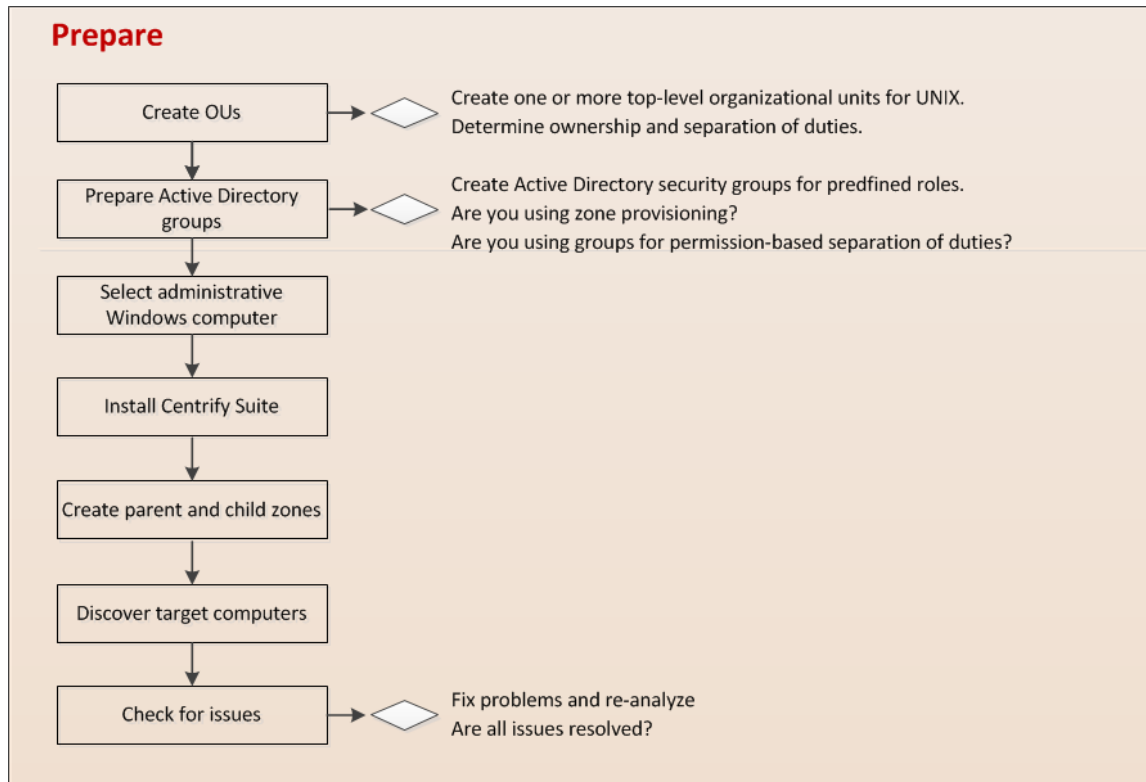 Prepare
Create OUs
Create one or more top-level organizational units for UNIX.
Determine ownership and separation of duties.
Prepare Active Directory
groups
Create Active Directory security groups for predfined roles.
Are you using zone provisioning?
Are you using groups for permission-based separation of duties?
Select administrative
Windows computer
Install Centrify Suite
Create parent and child zones
Discover target computers
Check for issues
Fix problems and re-analyze
Are all issues resolved?